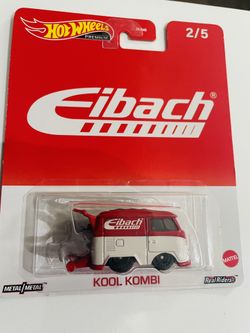 Hot Wheels
PREMIUM
2/5
Eibach®
Eibach
KOOL KOMBI
METAL/METAL
MATTEL
Real Riders®